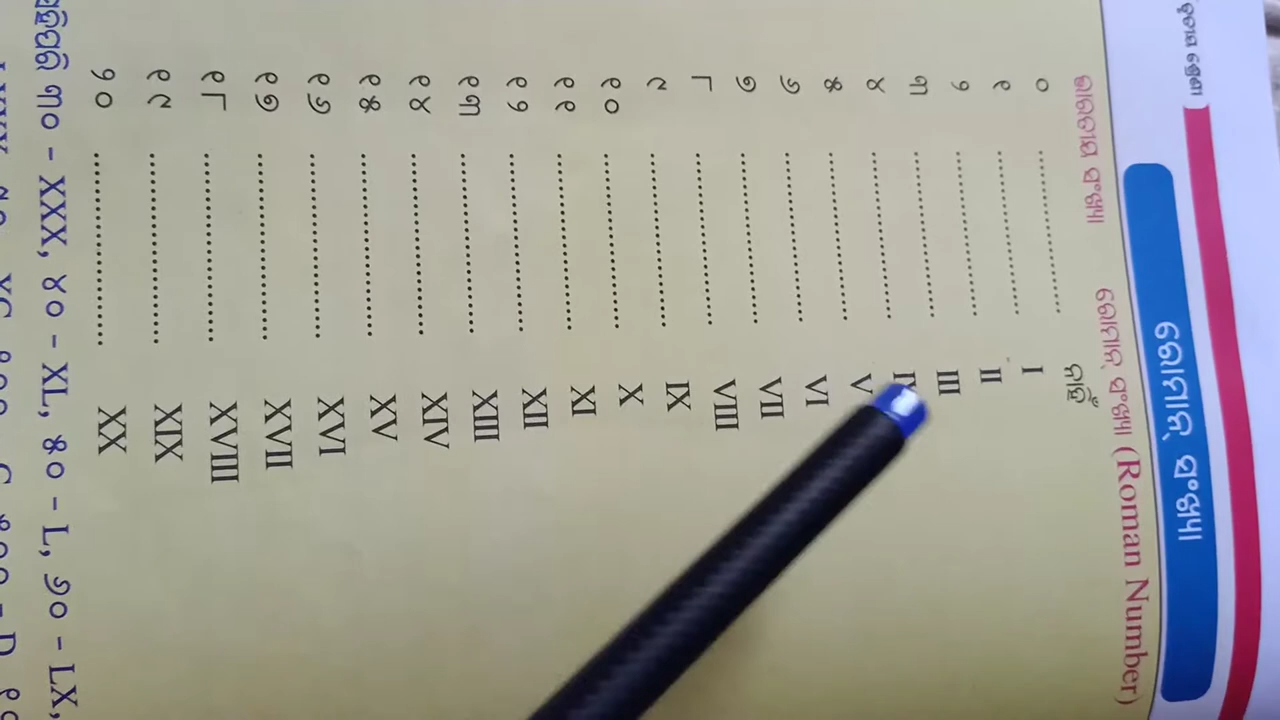 ରୋମାନ୍ ସଂଖ୍ୟା
ଭାରତୀୟ ସଂଖ୍ୟା ରୋମାନ୍ ସଂଖ୍ୟା (Roman Number)
୦ .................... ନାହିଁ
୧ .................... I
୨ .................... II
୩ .................... III
୪ .................... IV
୫ .................... V
୬ .................... VI
୭ .................... VII
୮ .................... VIII
୯ .................... IX
୧୦ .................... X
୧୧ .................... XI
୧୨ .................... XII
୧୩ .................... XIII
୧୪ .................... XIV
୧୫ .................... XV
୧୬ .................... XVI
୧୭ .................... XVII
୧୮ .................... XVIII
୧୯ .................... XIX
୨୦ .................... XX
୩୦ - XXX, ୪୦ - XL, ୫୦ - L, ୬୦ - LX,